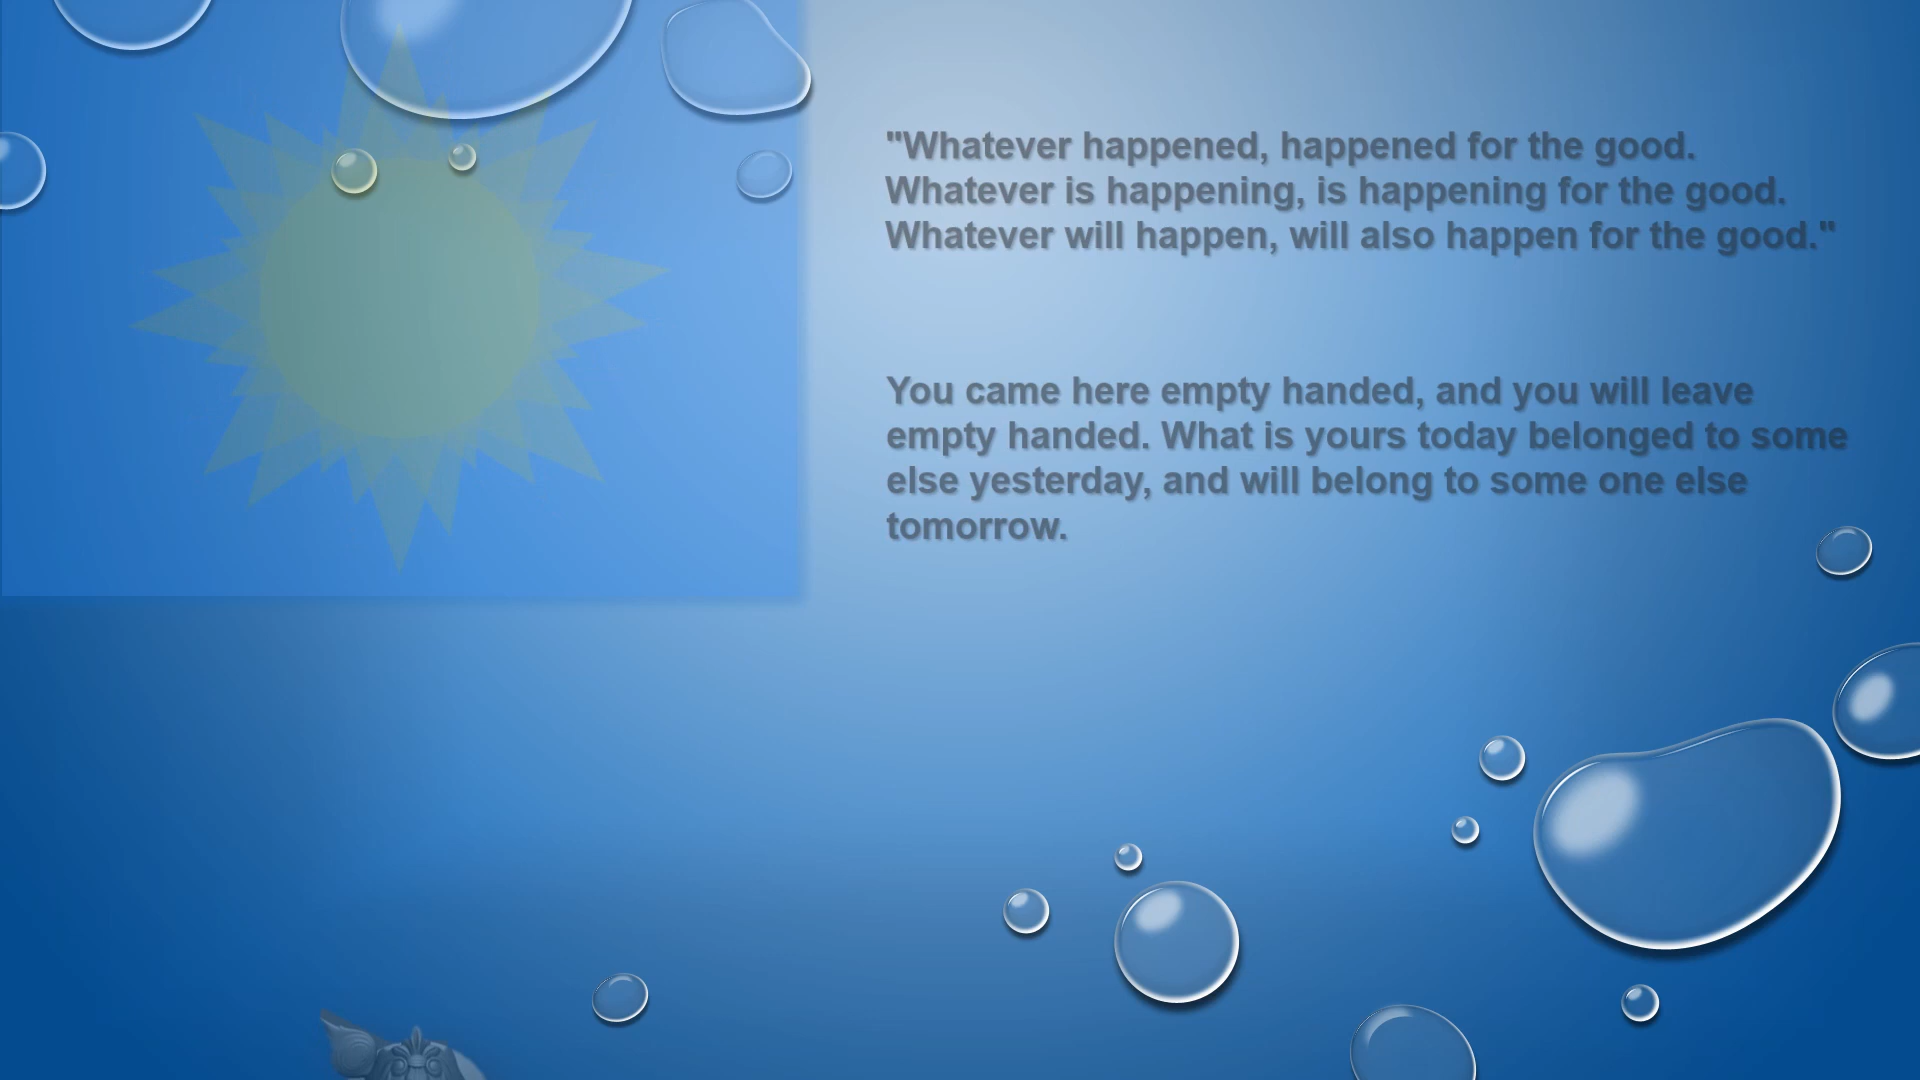 "Whatever happened, happened for the good.
Whatever is happening, is happening for the good.
Whatever will happen, will also happen for the good."
You came here empty handed, and you will leave
empty handed. What is yours today belonged to some
else yesterday, and will belong to some one else
tomorrow.